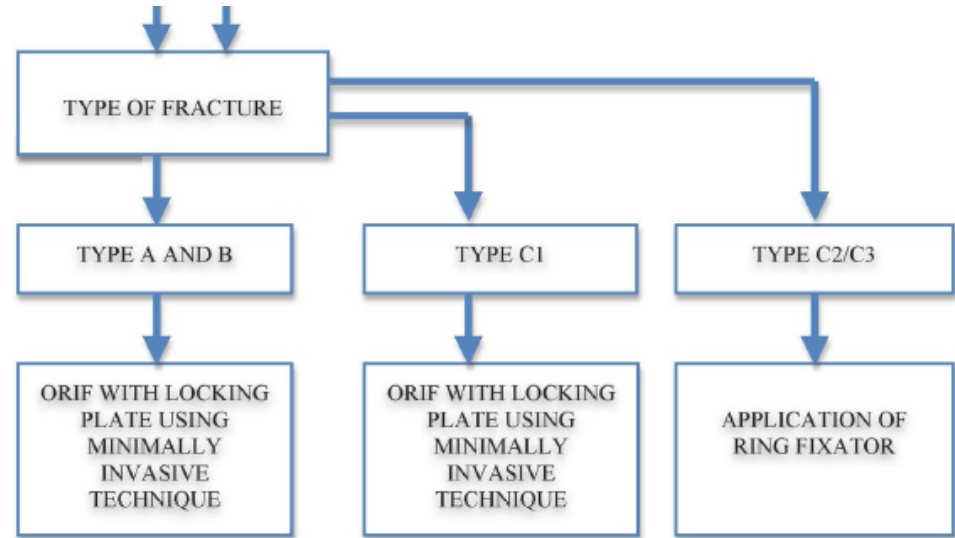 TYPE OF FRACTURE
TYPE A AND B
TYPE C1
TYPE C2/C3
ORIF WITH LOCKING
PLATE USING
MINIMALLY
INVASIVE
TECHNIQUE
ORIF WITH LOCKING
PLATE USING
MINIMALLY
INVASIVE
TECHNIQUE
APPLICATION OF
RING FIXATOR